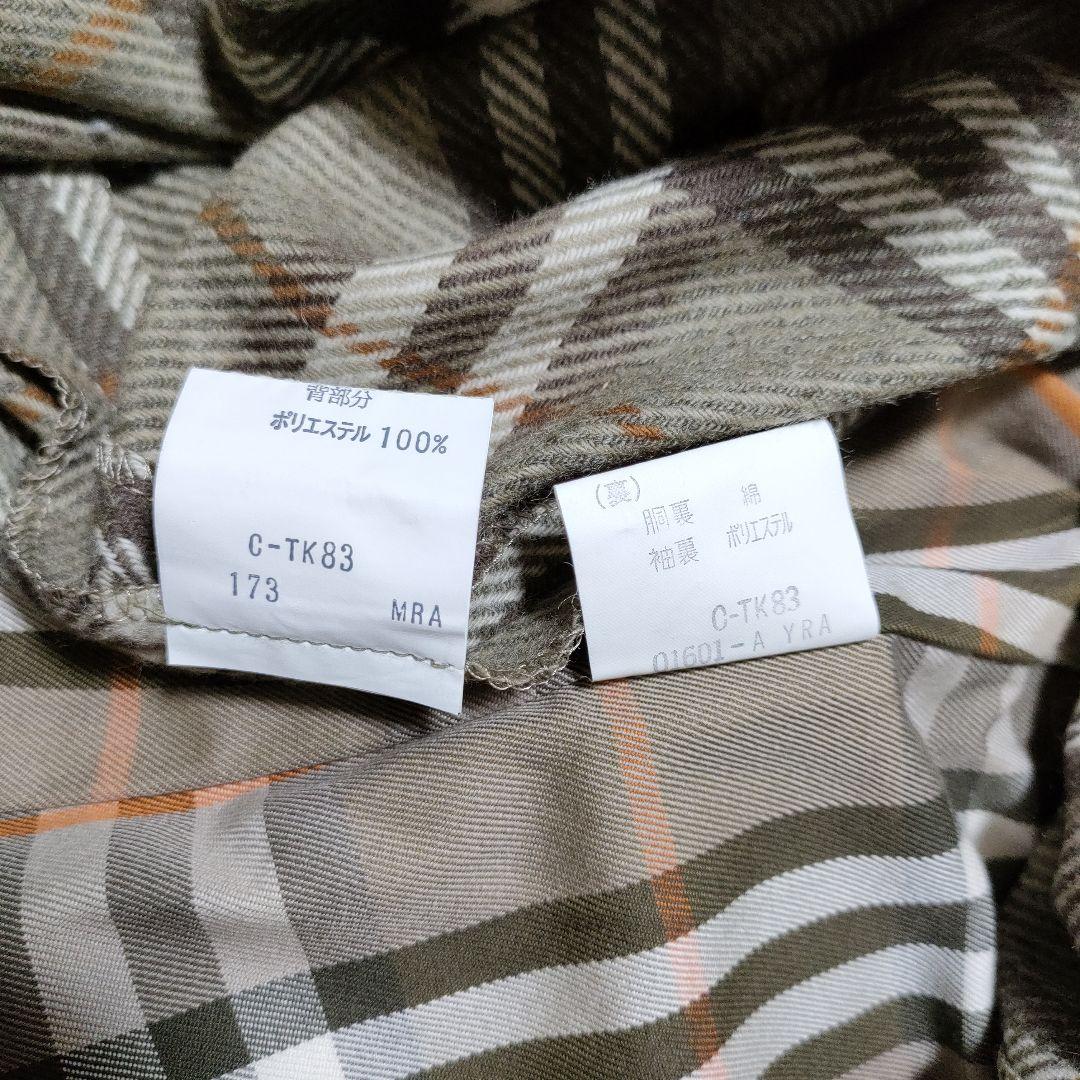 背部分
ポリエステル 100%
C-TK83
173 MRA
(裏)
胴裏 綿
袖裏 ポリエステル
C-TK83
01601-A YRA